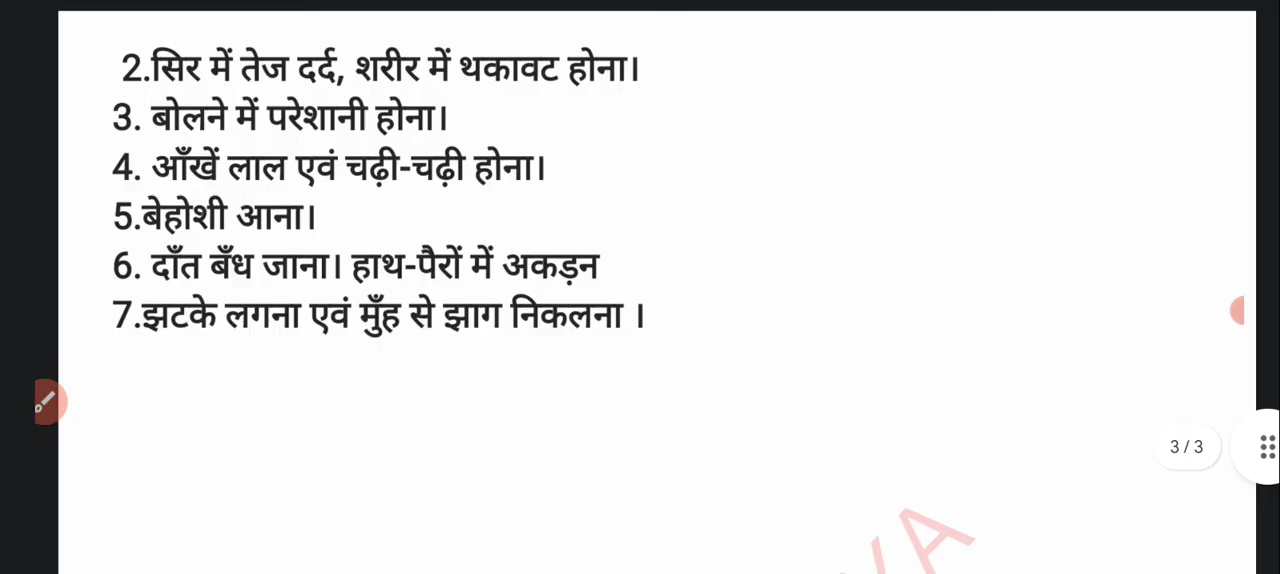 2.सिर में तेज दर्द, शरीर में थकावट होना।
3. बोलने में परेशानी होना।
4. आँखें लाल एवं चढ़ी-चढ़ी होना।
5.बेहोशी आना।
6. दाँत बँध जाना। हाथ-पैरों में अकड़न
7.झटके लगना एवं मुँह से झाग निकलना ।
3 / 3